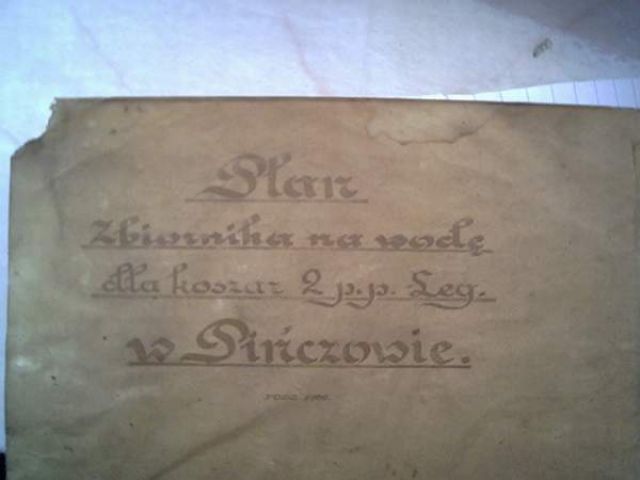 Plan
Zbiornika na wodę
dla koszar 2 p.p. Leg.
w Pińczowie.